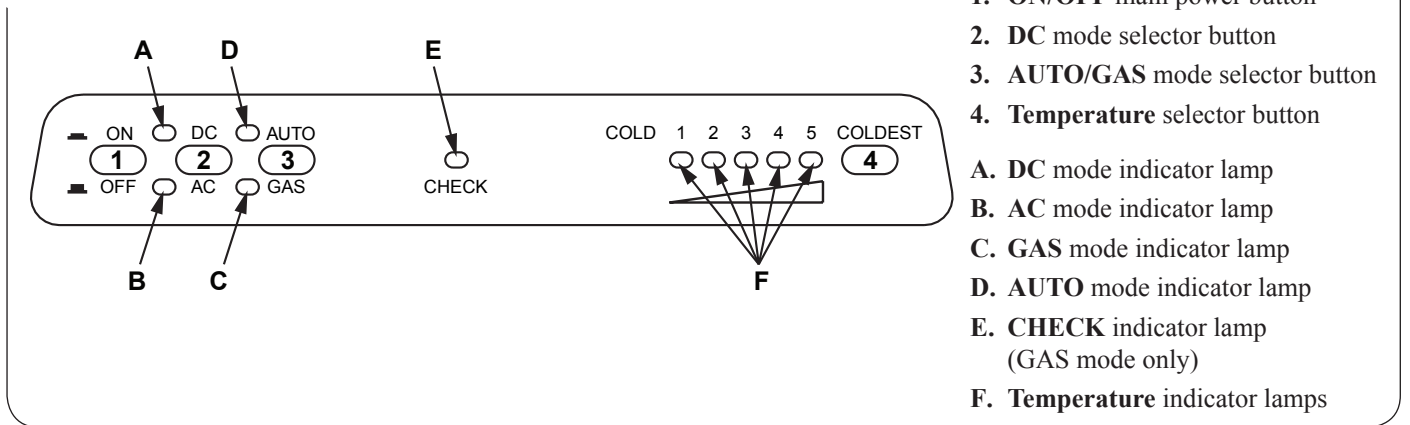 1. ON/OFF main power button
2. DC mode selector button
3. AUTO/GAS mode selector button
4. Temperature selector button
A. DC mode indicator lamp
B. AC mode indicator lamp
C. GAS mode indicator lamp
D. AUTO mode indicator lamp
E. CHECK indicator lamp
(GAS mode only)
F. Temperature indicator lamps
A D E
ON DC AUTO COLD 1 2 3 4 5 COLDEST
1 2 3 4
OFF AC GAS CHECK
B C F